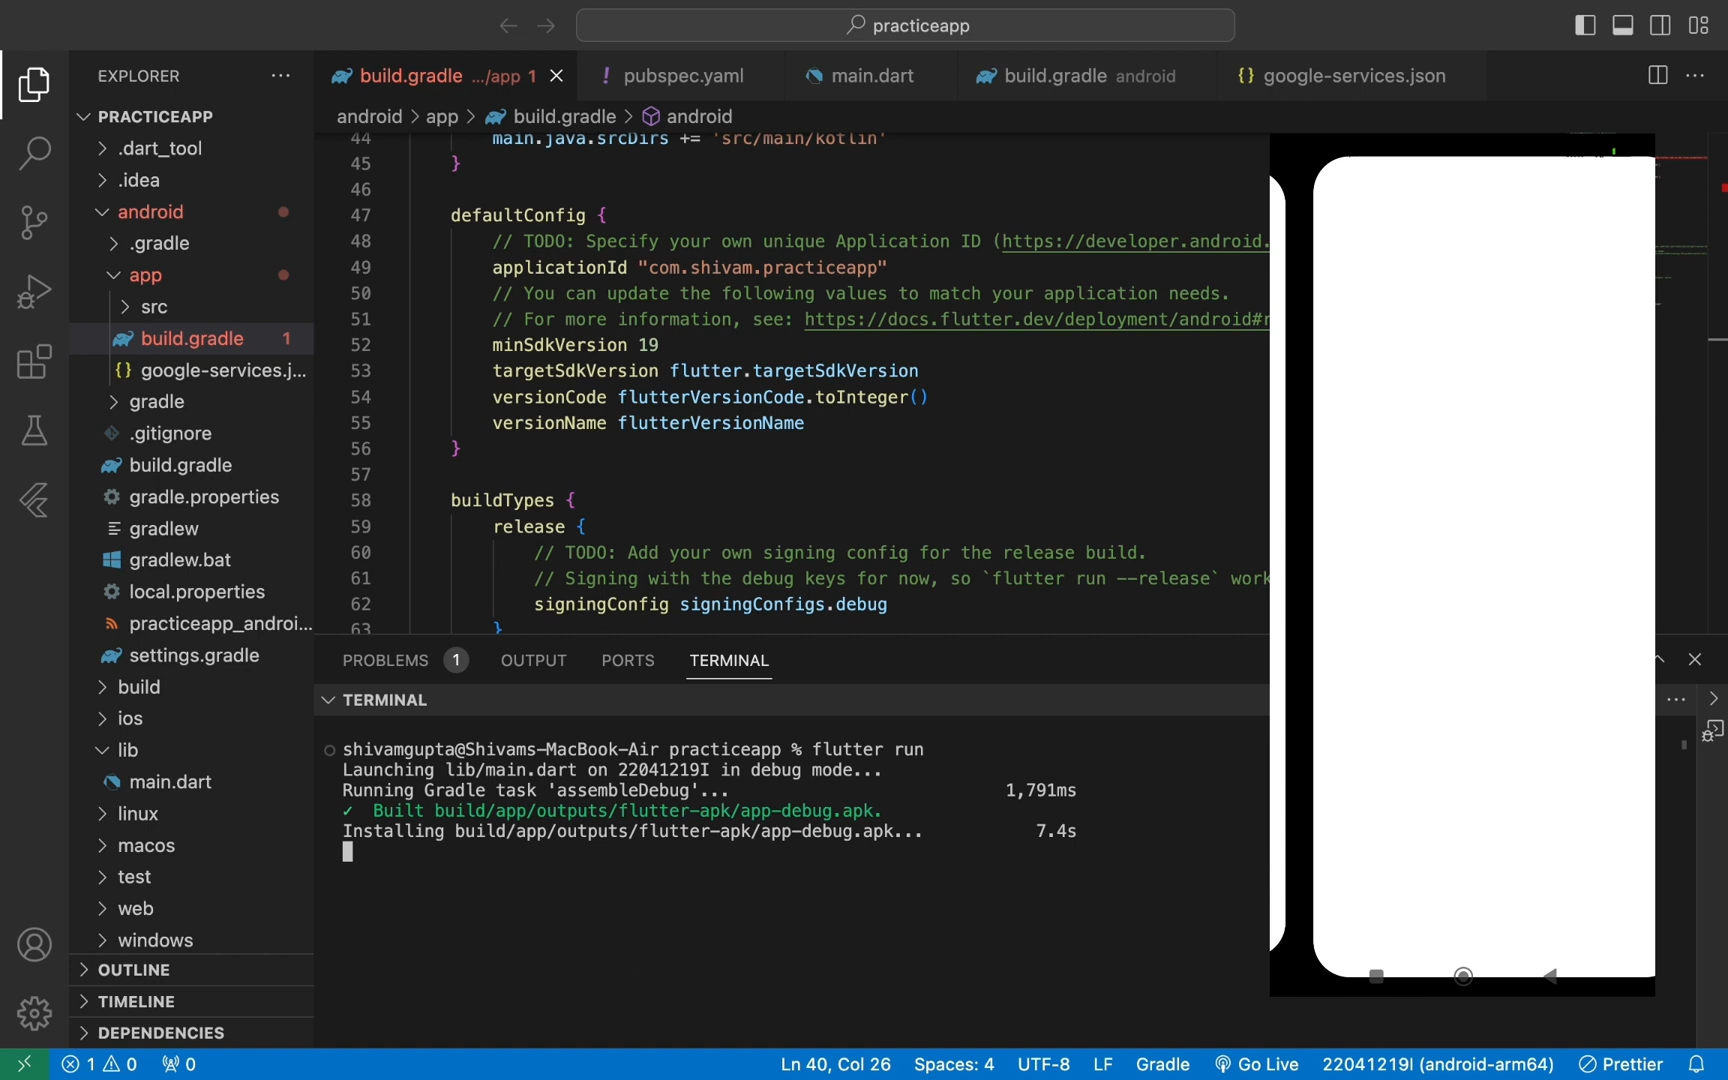 practiceapp
EXPLORER
build.gradle .../app 1
pubspec.yaml
main.dart
build.gradle android
google-services.json
PRACTICEAPP
.dart_tool
.idea
android
.gradle
app
src
build.gradle 1
google-services.j...
gradle
.gitignore
build.gradle
gradle.properties
gradlew
gradlew.bat
local.properties
practiceapp_androi...
settings.gradle
build
ios
lib
main.dart
linux
macos
test
web
windows
OUTLINE
TIMELINE
DEPENDENCIES
android > app > build.gradle > android
44 main.java.srcDirs += 'src/main/kotlin'
45 }
46
47 defaultConfig {
48 // TODO: Specify your own unique Application ID (https://developer.android.
49 applicationId "com.shivam.practiceapp"
50 // You can update the following values to match your application needs.
51 // For more information, see: https://docs.flutter.dev/deployment/android#r
52 minSdkVersion 19
53 targetSdkVersion flutter.targetSdkVersion
54 versionCode flutterVersionCode.toInteger()
55 versionName flutterVersionName
56 }
57
58 buildTypes {
59 release {
60 // TODO: Add your own signing config for the release build.
61 // Signing with the debug keys for now, so `flutter run --release` work
62 signingConfig signingConfigs.debug
63 }
PROBLEMS 1 OUTPUT PORTS TERMINAL
TERMINAL
shivamgupta@Shivams-MacBook-Air practiceapp % flutter run
Launching lib/main.dart on 22041219I in debug mode...
Running Gradle task 'assembleDebug'... 1,791ms
✓ Built build/app/outputs/flutter-apk/app-debug.apk.
Installing build/app/outputs/flutter-apk/app-debug.apk... 7.4s
1 0 0
Ln 40, Col 26 Spaces: 4 UTF-8 LF Gradle Go Live 22041219I (android-arm64) Prettier